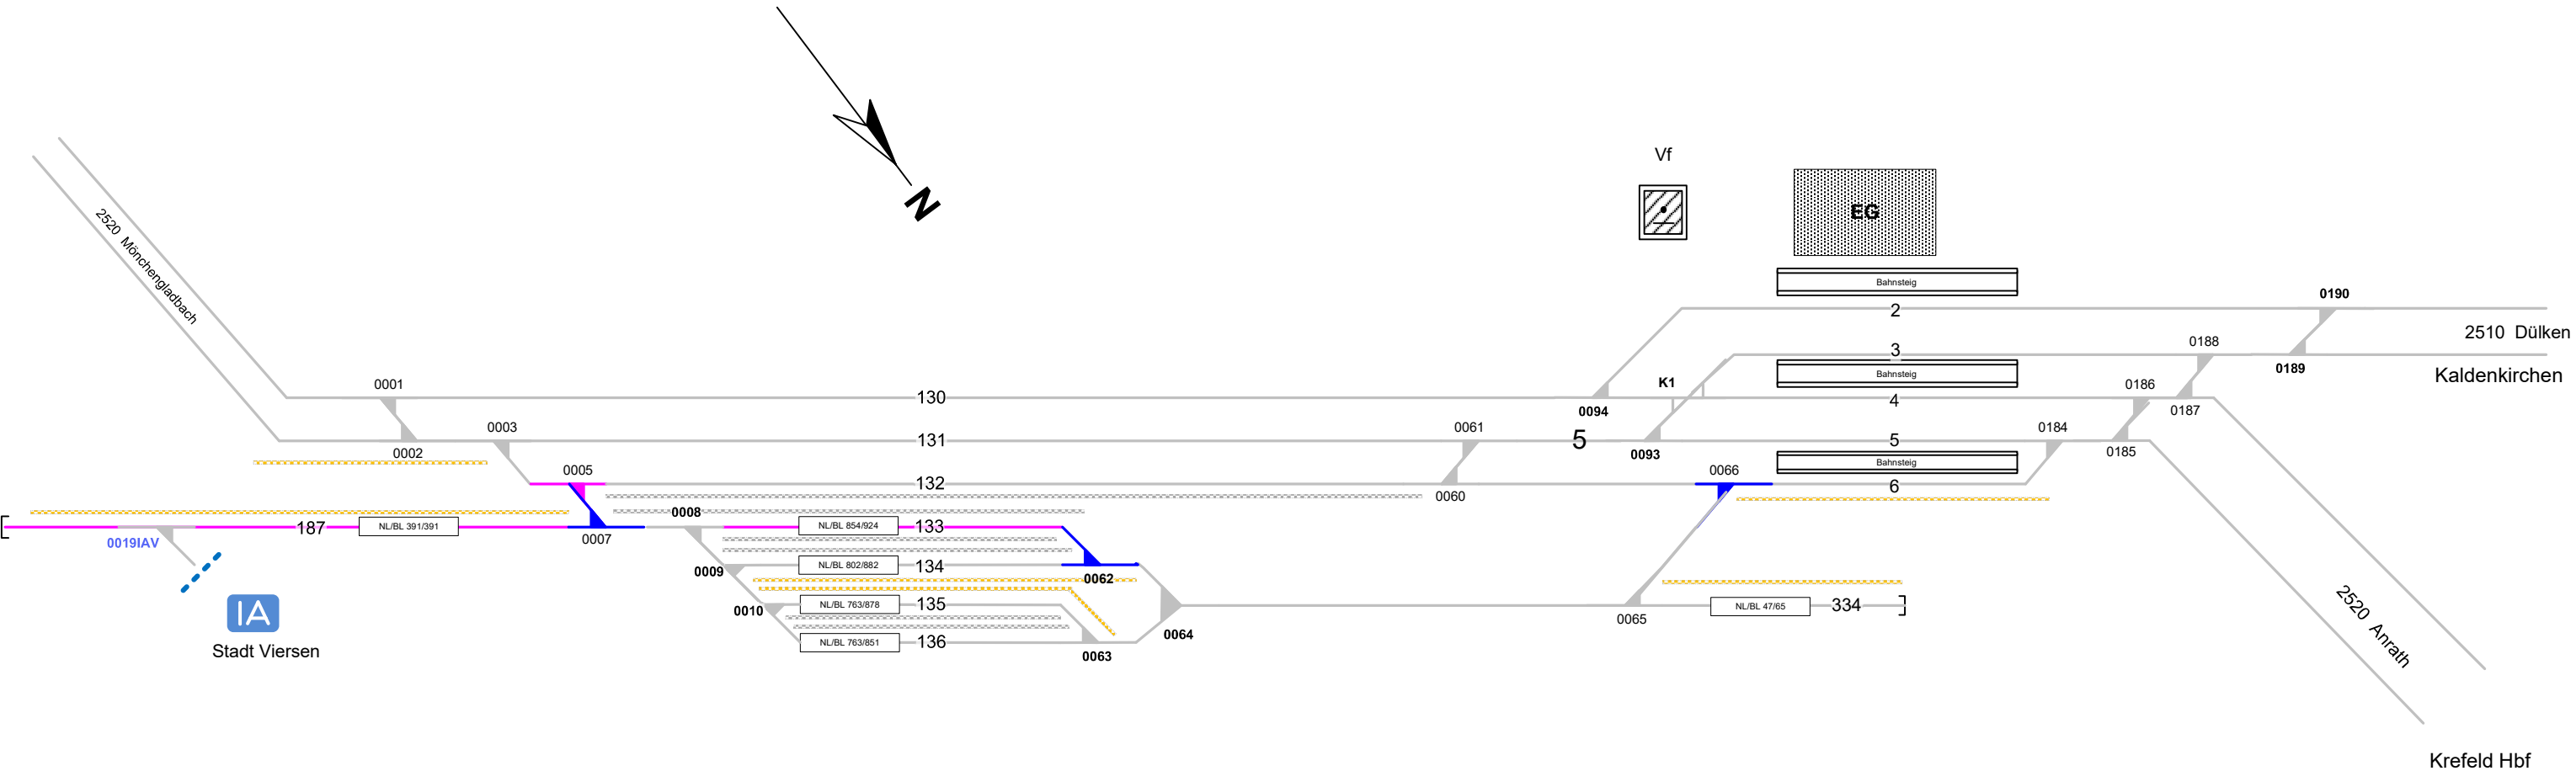 N
Vf
EG
2520 Mönchengladbach
Bahnsteig
0190
2
2510 Dülken
0188
3
0001
K1
Bahnsteig
0189
Kaldenkirchen
0186
130
4
0094
0187
0003
0061
0184
131
5
5
0002
0093
0185
0005
0066
Bahnsteig
132
6
0060
0008
187
NL/BL 391/391
NL/BL 854/924
133
0019IAV
0007
0009
NL/BL 802/882
134
0062
0010
NL/BL 763/878
135
NL/BL 47/65
334
IA
0065
0064
NL/BL 763/851
136
0063
Stadt Viersen
2520 Anrath
Krefeld Hbf